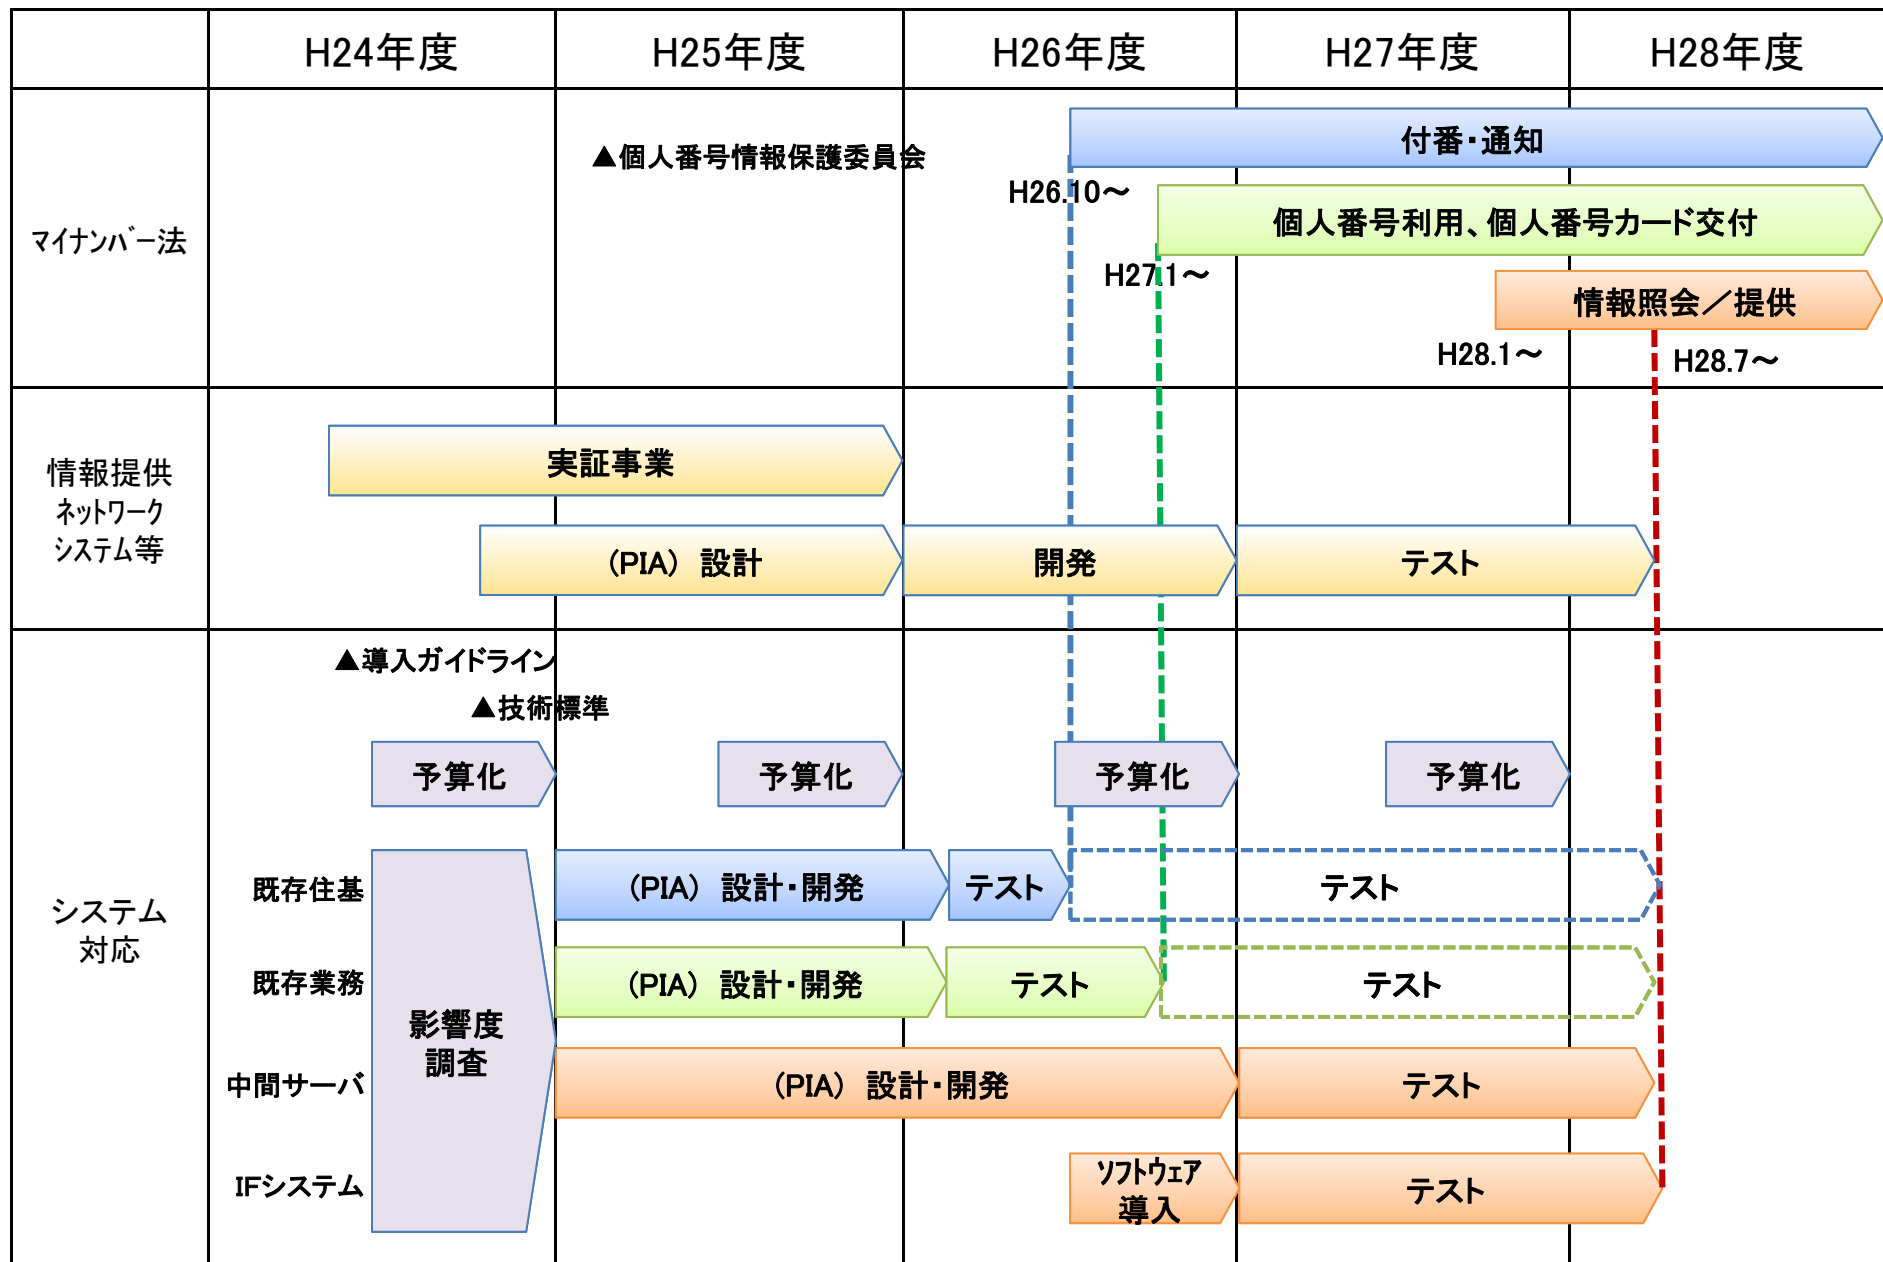 H24年度
H25年度
H26年度
H27年度
H28年度
マイナンバー法
▲個人番号情報保護委員会
付番・通知
H26.10～
個人番号利用、個人番号カード交付
H27.1～
情報照会／提供
H28.1～
H28.7～
情報提供
ネットワーク
システム等
実証事業
(PIA) 設計
開発
テスト
システム
対応
▲導入ガイドライン
▲技術標準
予算化
予算化
予算化
予算化
影響度
調査
既存住基
(PIA) 設計・開発
テスト
テスト
既存業務
(PIA) 設計・開発
テスト
テスト
中間サーバ
(PIA) 設計・開発
テスト
IFシステム
ソフトウェア
導入
テスト